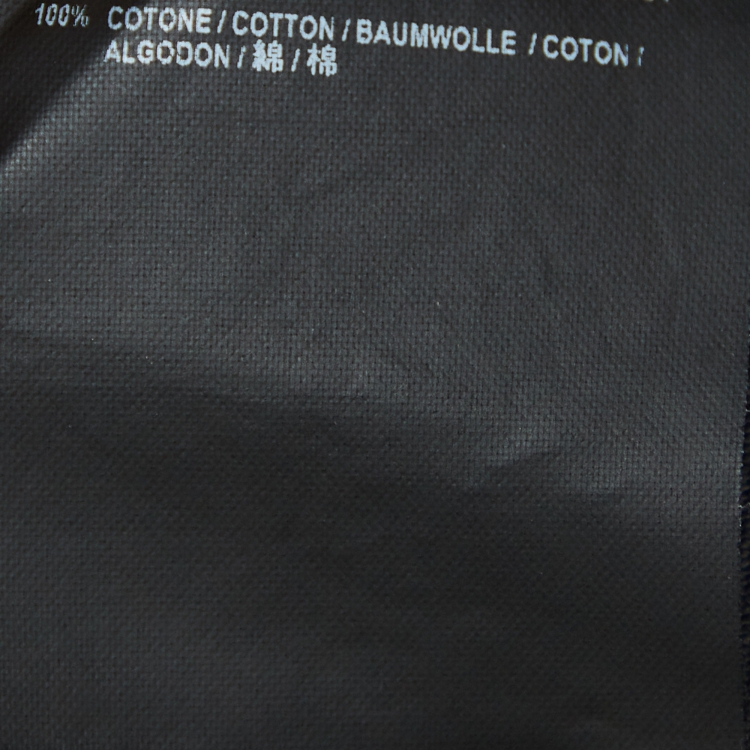 100% COTONE / COTTON / BAUMWOLLE / COTON /
ALGODON / 綿 / 棉